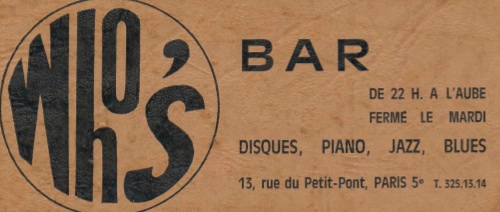 WHO'S
BAR
DE 22 H. A L'AUBE
FERME LE MARDI
DISQUES, PIANO, JAZZ, BLUES
13, rue du Petit-Pont, PARIS 5e T. 325.13.14